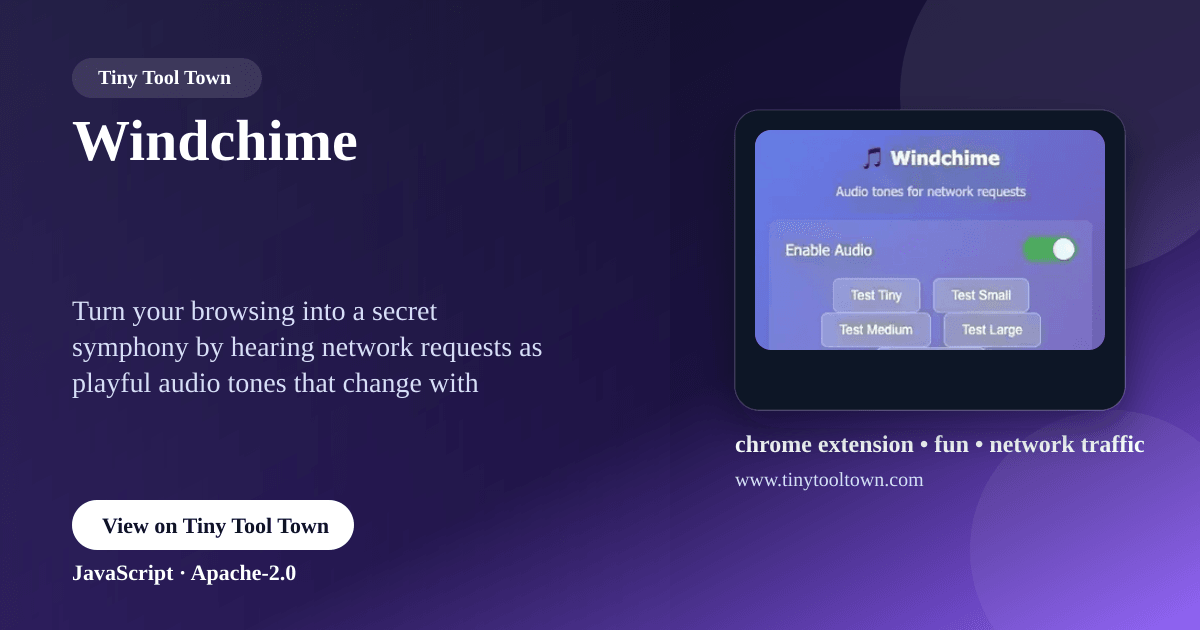 Tiny Tool Town
Windchime
Turn your browsing into a secret
symphony by hearing network requests as
playful audio tones that change with
View on Tiny Tool Town
JavaScript · Apache-2.0
🎵 Windchime
Audio tones for network requests
Enable Audio
Test Tiny
Test Small
Test Medium
Test Large
chrome extension • fun • network traffic
www.tinytooltown.com